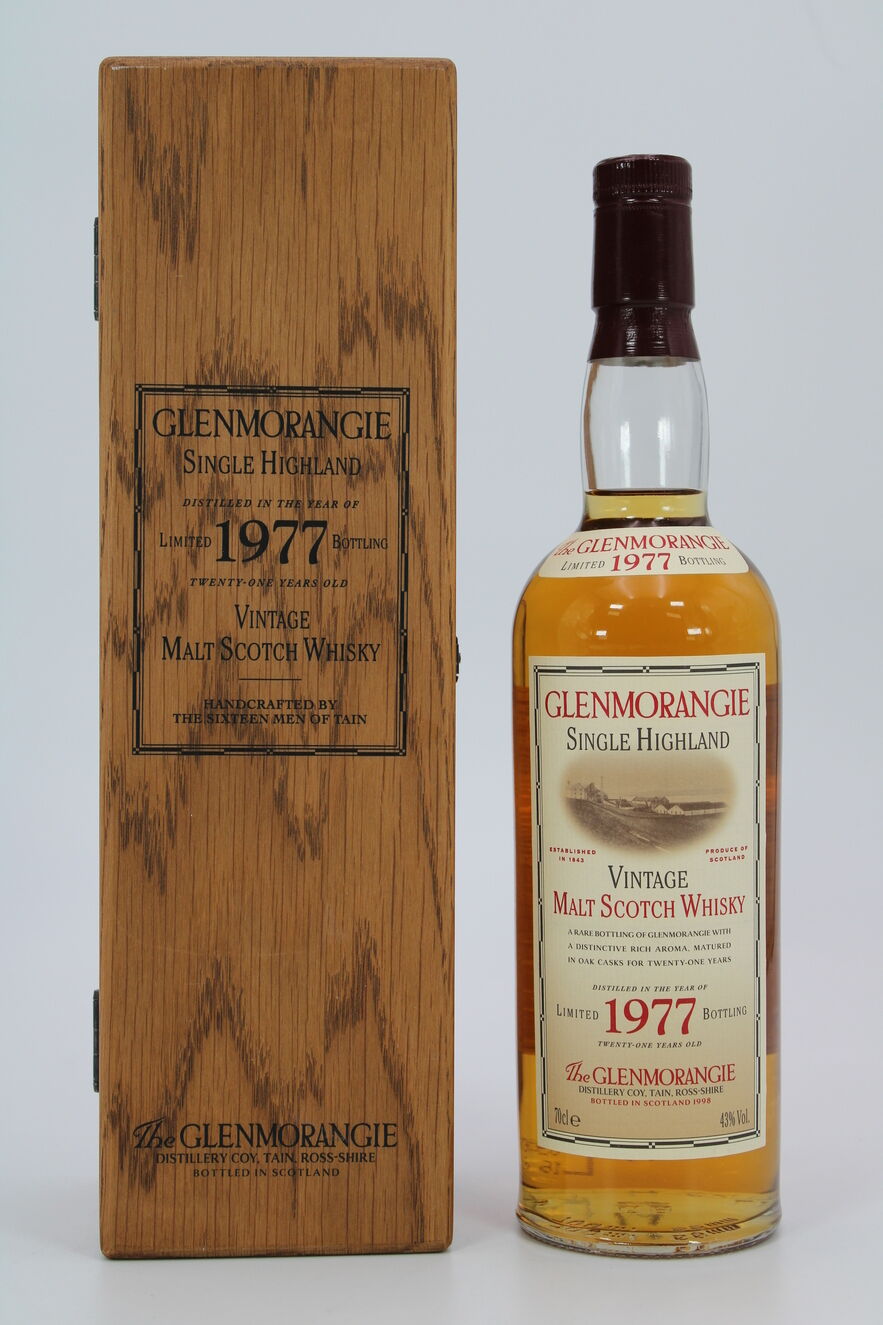 GLENMORANGIE
SINGLE HIGHLAND
DISTILLED IN THE YEAR OF
LIMITED 1977 BOTTLING
TWENTY-ONE YEARS OLD
VINTAGE
MALT SCOTCH WHISKY
HANDCRAFTED BY
THE SIXTEEN MEN OF TAIN
The GLENMORANGIE
DISTILLERY COY, TAIN, ROSS-SHIRE
BOTTLED IN SCOTLAND
The GLENMORANGIE
LIMITED 1977 BOTTLING
GLENMORANGIE
SINGLE HIGHLAND
ESTABLISHED
IN 1843
PRODUCE OF
SCOTLAND
VINTAGE
MALT SCOTCH WHISKY
A RARE BOTTLING OF GLENMORANGIE WITH
A DISTINCTIVE RICH AROMA, MATURED
IN OAK CASKS FOR TWENTY-ONE YEARS
DISTILLED IN THE YEAR OF
LIMITED 1977 BOTTLING
TWENTY-ONE YEARS OLD
The GLENMORANGIE
DISTILLERY COY, TAIN, ROSS-SHIRE
BOTTLED IN SCOTLAND 1998
70cl e 43% Vol.